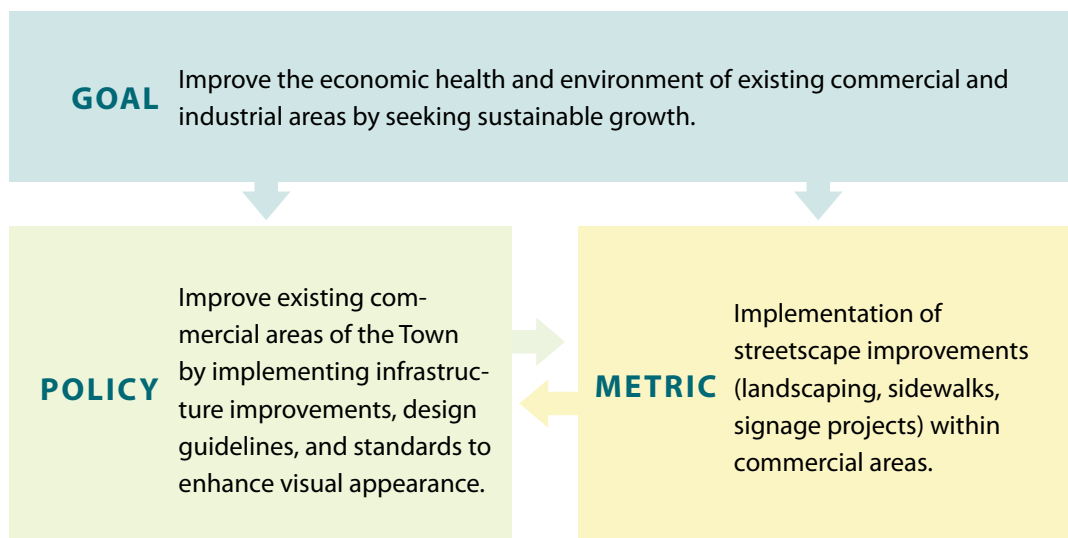 GOAL
Improve the economic health and environment of existing commercial and
industrial areas by seeking sustainable growth.
POLICY
Improve existing com-
mercial areas of the Town
by implementing infrastruc-
ture improvements, design
guidelines, and standards to
enhance visual appearance.
METRIC
Implementation of
streetscape improvements
(landscaping, sidewalks,
signage projects) within
commercial areas.